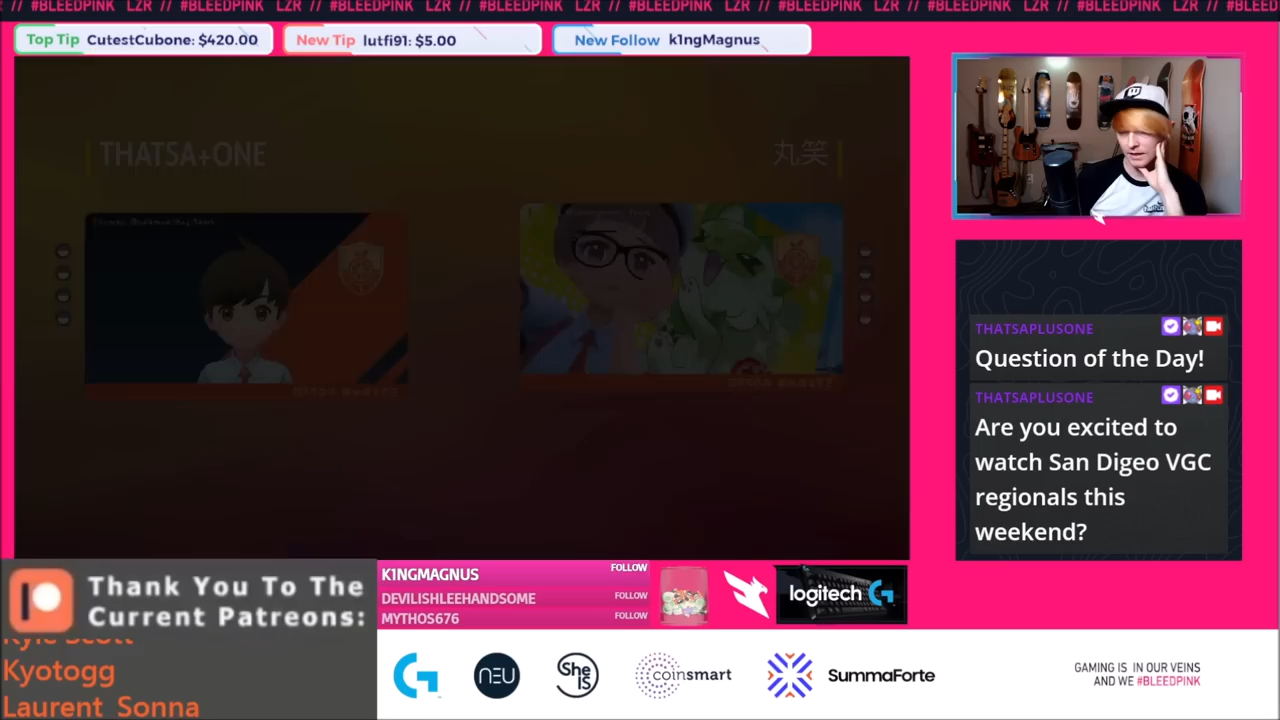 // #BLEEDPINK LZR // #BLEEDPINK LZR // #BLEEDPINK LZR // #BLEEDPINK LZR // #BLEEDPINK LZR // #BLEEDPINK LZR // #BLEEDPINK LZR // #BLEEDPINK LZR //
Top Tip CutestCubone: $420.00
New Tip lutfi91: $5.00
New Follow k1ngMagnus
THATSA+ONE
丸笑
THATSAPLUSONE
Question of the Day!
THATSAPLUSONE
Are you excited to
watch San Digeo VGC
regionals this
weekend?
Thank You To The
Current Patreons:
Kyle Scott
Kyotogg
Laurent Sonna
K1NGMAGNUS FOLLOW
DEVILISHLEEHANDSOME FOLLOW
MYTHOS676 FOLLOW
logitech G
G
NEU
She IS
coinsmart
SummaForte
GAMING IS IN OUR VEINS
AND WE #BLEEDPINK